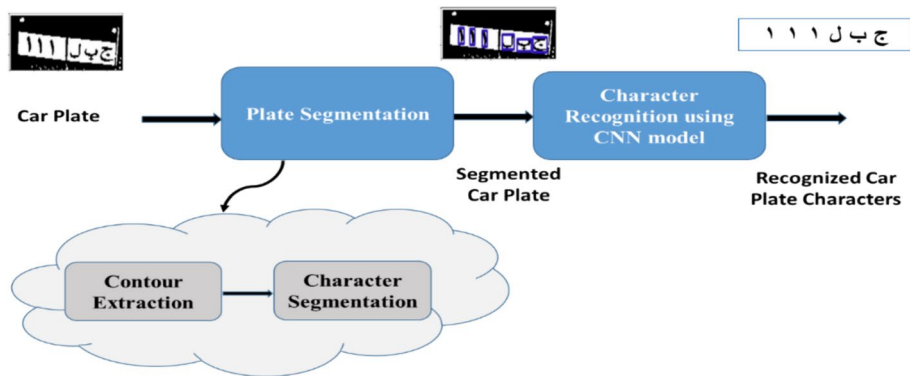 ١١١ ج ب ل
ج ب ل ١ ١ ١
Car Plate
Plate Segmentation
Character
Recognition using
CNN model
Segmented
Car Plate
Recognized Car
Plate Characters
Contour
Extraction
Character
Segmentation